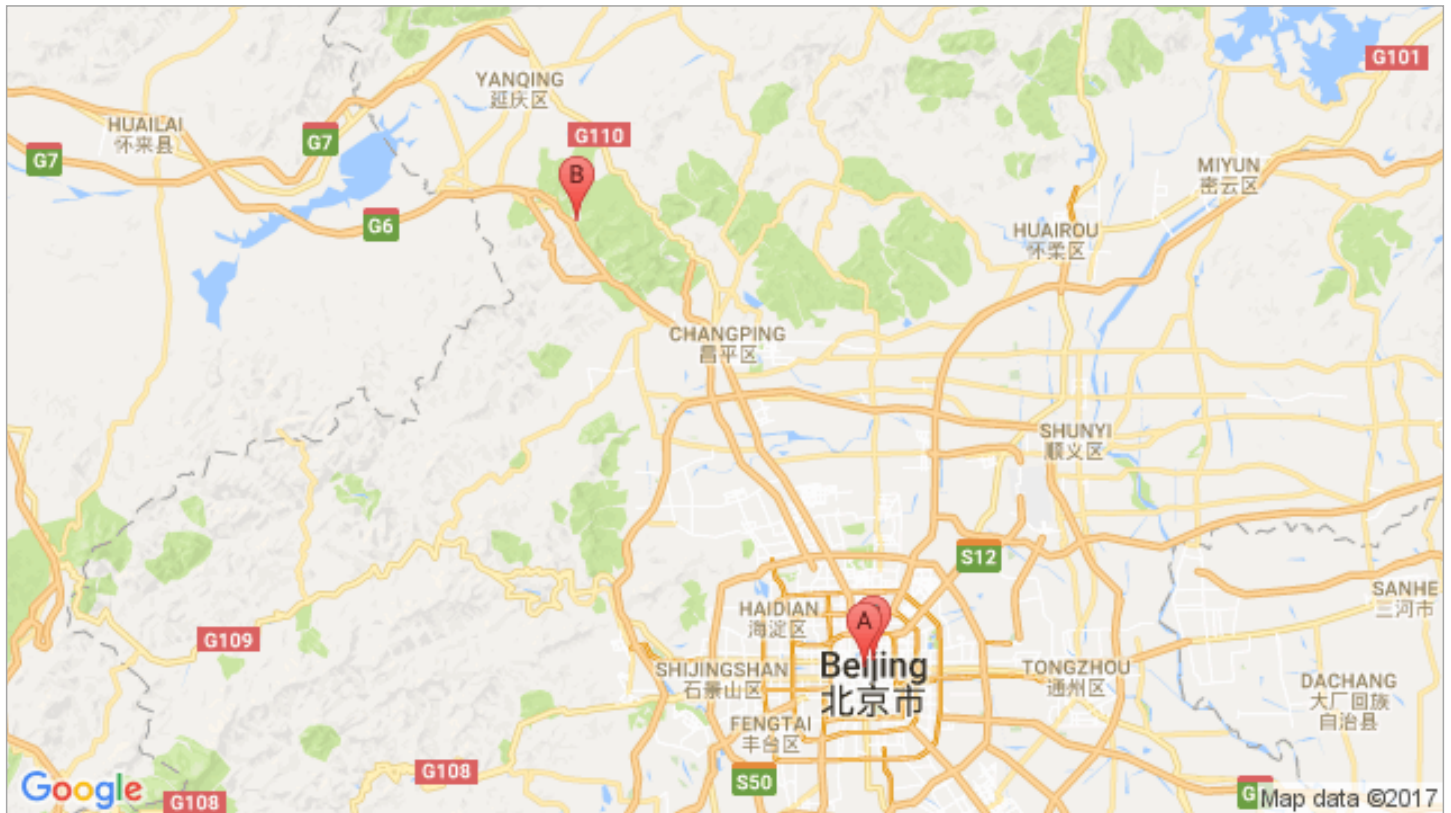 G101
YANQING
延庆区
HUAILAI
怀来县
G7
G110
G7
B
MIYUN
密云区
G6
HUAIROU
怀柔区
CHANGPING
昌平区
SHUNYI
顺义区
S12
SANHE
三河市
HAIDIAN
海淀区
A
G109
Beijing
北京市
SHIJINGSHAN
石景山区
TONGZHOU
通州区
DACHANG
大厂回族
自治县
FENGTAI
丰台区
G108
S50
Google
G108
G
Map data ©2017